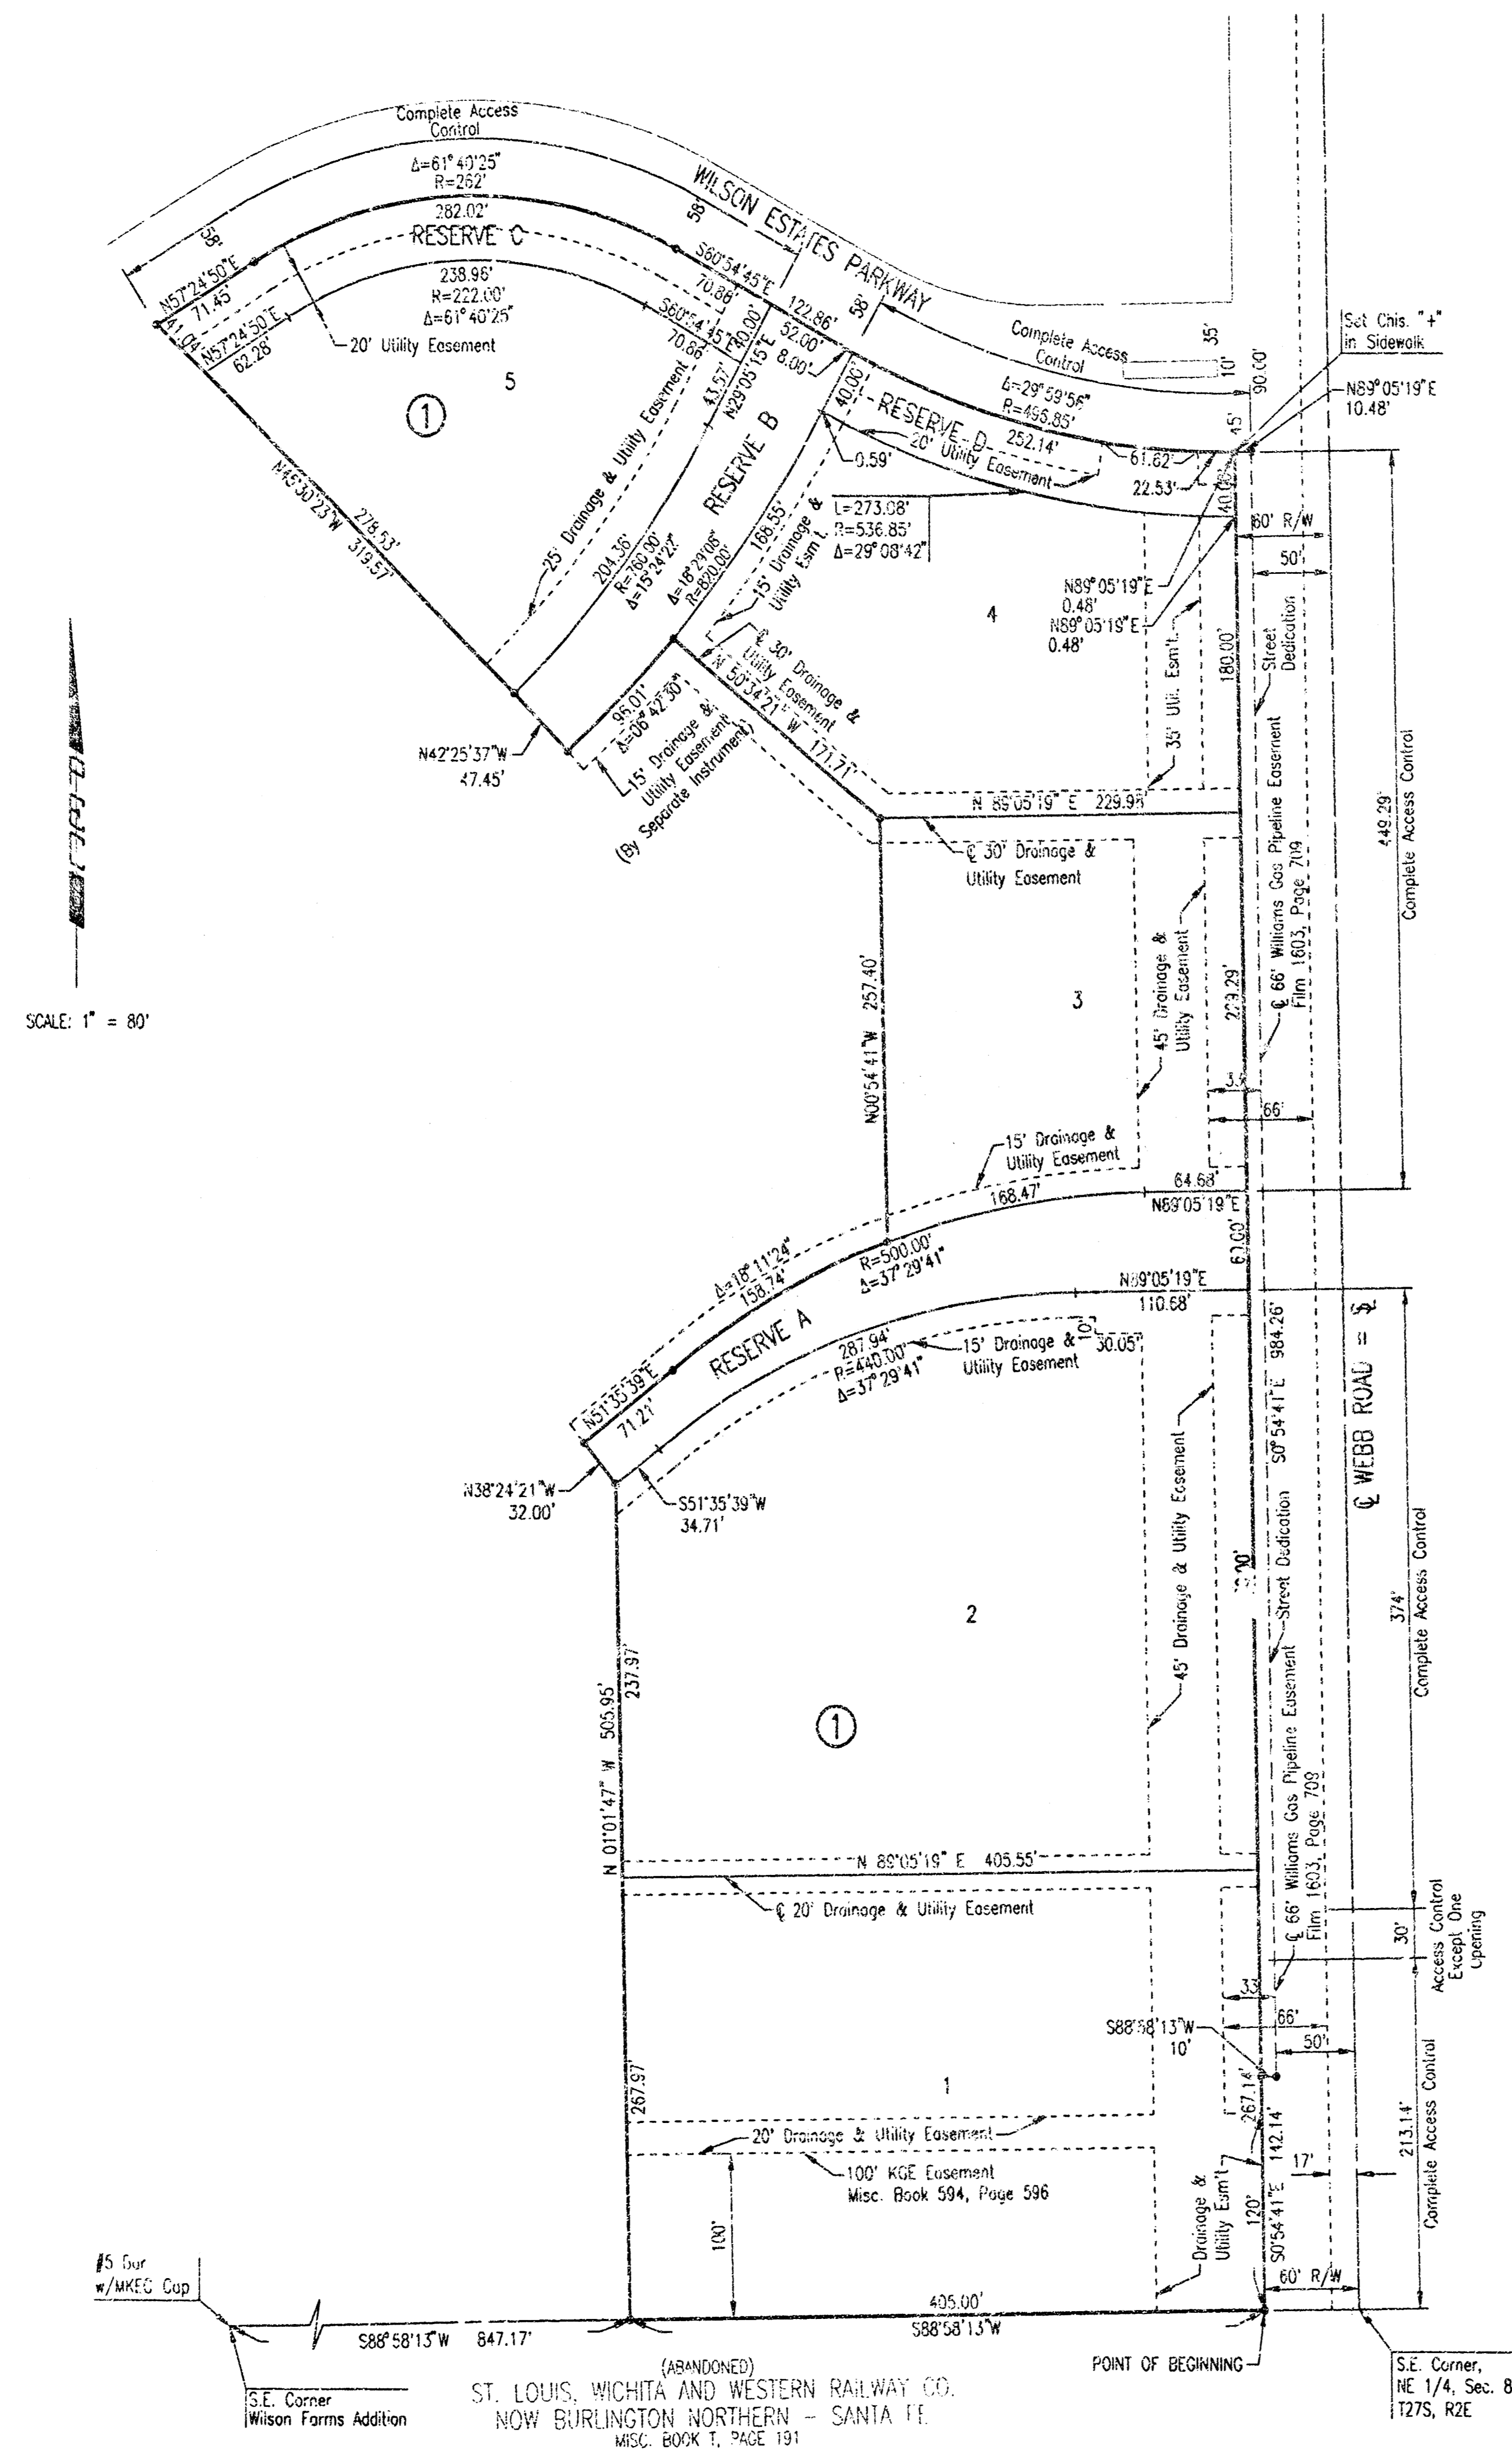 Complete Access
Control
Δ=61°40'25"
R=262'
282.02'
RESERVE C
238.96'
R=222.00'
Δ=61°40'25"
58'
N57°24'50"E
71.45'
41.04'
N57°24'50"E
62.28'
20' Utility Easement
5
1
WILSON ESTATES PARKWAY
58'
S60°54'45"E
70.86'
S60°54'45"E
70.86'
40.00'
122.86'
52.00'
8.00'
58'
43.57'
N29°05'15"E
40.00'
Complete Access
Control
35'
10'
90.00'
45'
Set Chis. "+"
in Sidewalk
N89°05'19"E
10.48'
Δ=29°59'56"
R=495.85'
252.14'
RESERVE D
20' Utility Easement
61.62'
22.53'
40.00'
0.59'
L=273.08'
R=536.85'
Δ=29°08'42"
60' R/W
50'
N89°05'19"E
0.48'
N89°05'19"E
0.48'
25' Drainage & Utility Easement
RESERVE B
204.36'
R=760.00'
Δ=15°24'27"
Δ=18°29'08"
R=820.00'
168.55'
15' Drainage &
Utility Esm't.
4
N45°30'23"W 319.57'
278.53'
℄ 30' Drainage &
Utility Easement
N 50°34'21" W 171.71'
96.01'
Δ=06°42'30"
15' Drainage &
Utility Easement
(By Separate Instrument)
N42°25'37"W
47.45'
35' Util. Esm't.
180.00'
Street
Dedication
℄ 66' Williams Gas Pipeline Easement
Film 1603, Page 709
449.29'
Complete Access Control
N 89°05'19" E 229.95'
℄ 30' Drainage &
Utility Easement
SCALE: 1" = 80'
N00°54'41"W 257.40'
3
45' Drainage &
Utility Easement
229.29'
33'
66'
15' Drainage &
Utility Easement
168.47'
64.68'
N89°05'19"E
60.00'
R=500.00'
Δ=37°29'41"
Δ=18°11'24"
158.74'
RESERVE A
N89°05'19"E
110.68'
287.94'
R=440.00'
Δ=37°29'41"
15' Drainage &
Utility Easement
10'
30.05'
N51°35'39"E
71.21'
N38°24'21"W
32.00'
S51°35'39"W
34.71'
S0°54'41"E 984.26'
℄ WEBB ROAD =
45' Drainage & Utility Easement
Street Dedication
℄ 66' Williams Gas Pipeline Easement
Film 1603, Page 709
374'
Complete Access Control
2
1
N 01°01'47" W 505.95'
237.97'
N 89°05'19" E 405.55'
℄ 20' Drainage & Utility Easement
30'
Access Control
Except One
Opening
33'
66'
S88°58'13"W
10'
50'
1
267.97'
267.14'
20' Drainage & Utility Easement
100' KGE Easement
Misc. Book 594, Page 596
100'
Drainage &
Utility Esm't
120'
S0°54'41"E 142.14'
17'
213.14'
Complete Access Control
60' R/W
#5 Bar
w/MKEC Cap
405.00'
S88°58'13"W
S88°58'13"W 847.17'
POINT OF BEGINNING
S.E. Corner
Wilson Farms Addition
(ABANDONED)
ST. LOUIS, WICHITA AND WESTERN RAILWAY CO.
NOW BURLINGTON NORTHERN - SANTA FE
MISC. BOOK T, PAGE 191
S.E. Corner,
NE 1/4, Sec. 8
T27S, R2E